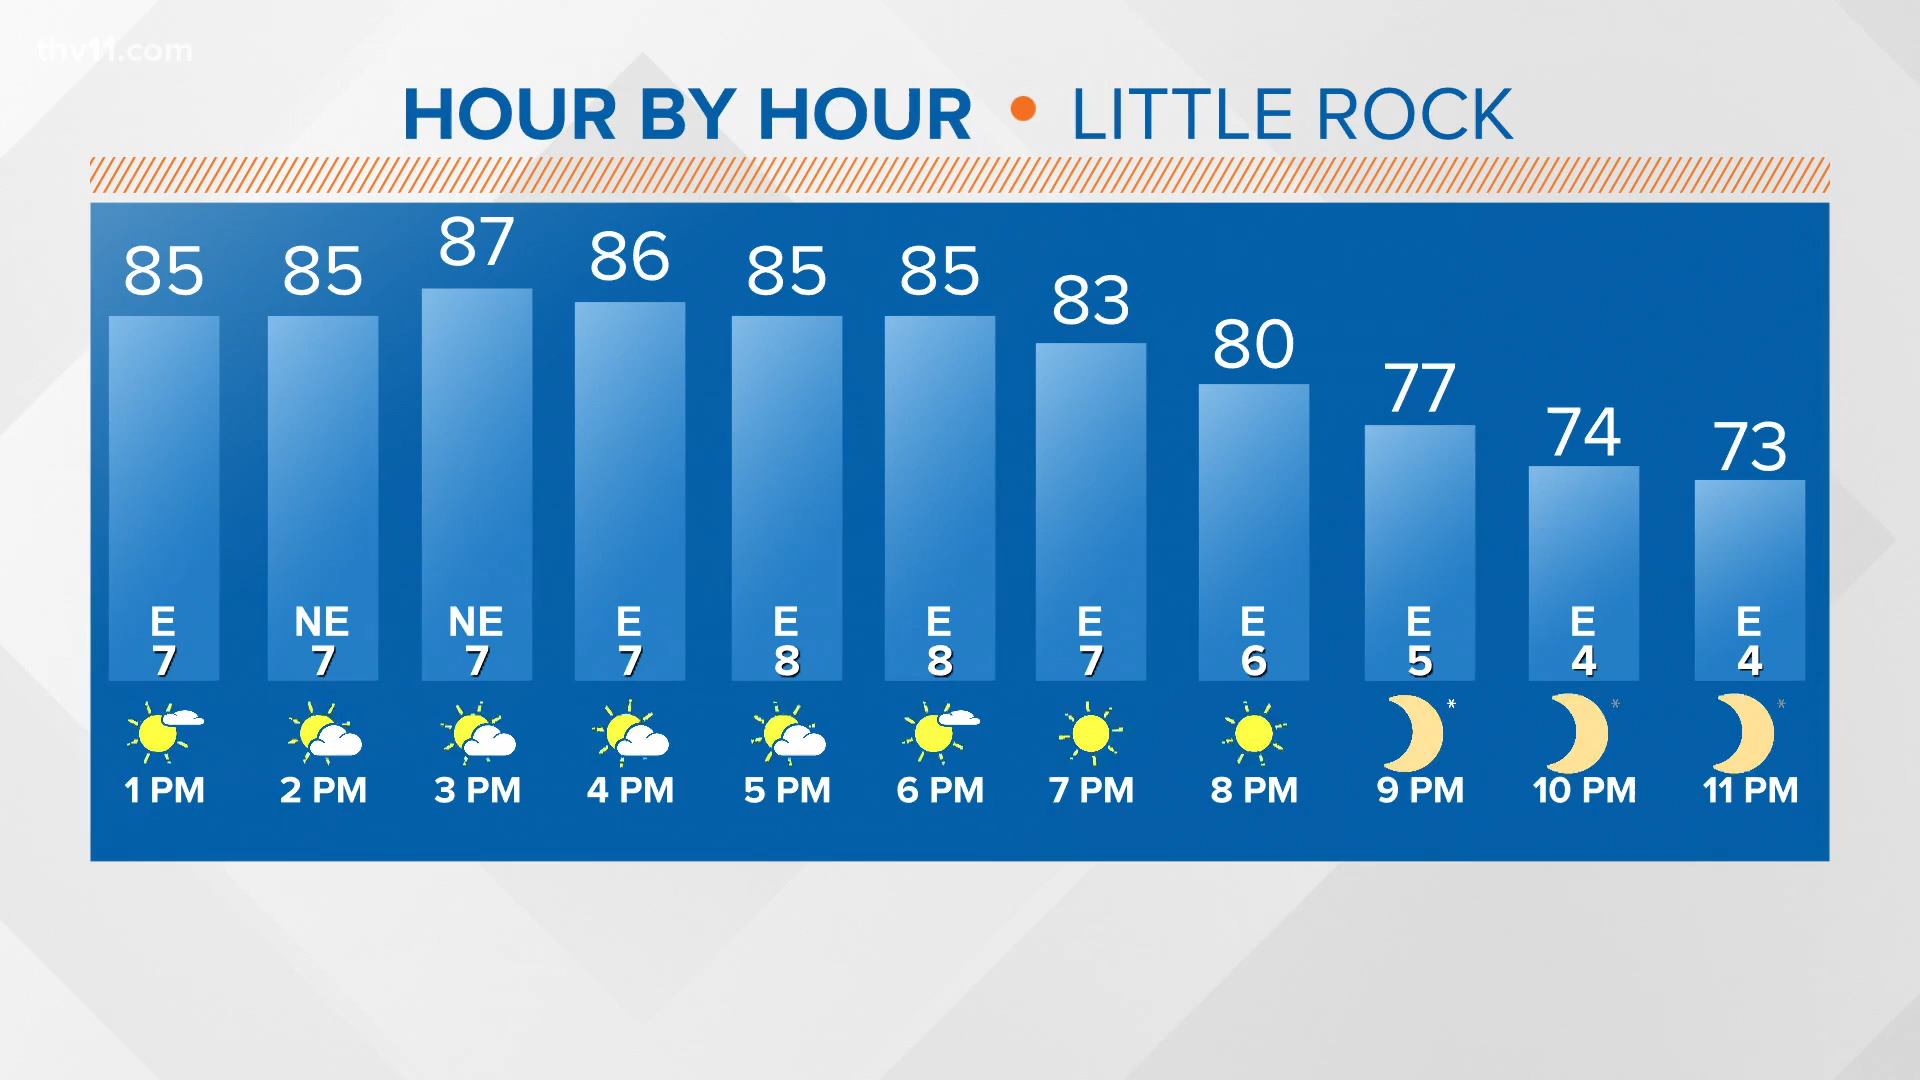 thv11.com
HOUR BY HOUR • LITTLE ROCK
85 85 87 86 85 85 83 80 77 74 73
E NE NE E E E E E E E E
7 7 7 7 8 8 7 6 5 4 4
1 PM 2 PM 3 PM 4 PM 5 PM 6 PM 7 PM 8 PM 9 PM 10 PM 11 PM